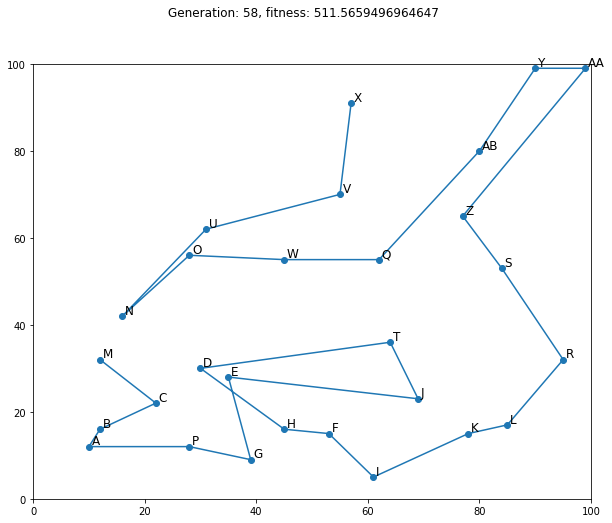 Generation: 58, fitness: 511.5659496964647
100
Y
AA
X
80
AB
V
Z
U
60
O
W
Q
S
N
40
T
M
R
D
E
J
20
C
B
H
F
K
L
A
P
G
I
0
0
20
40
60
80
100